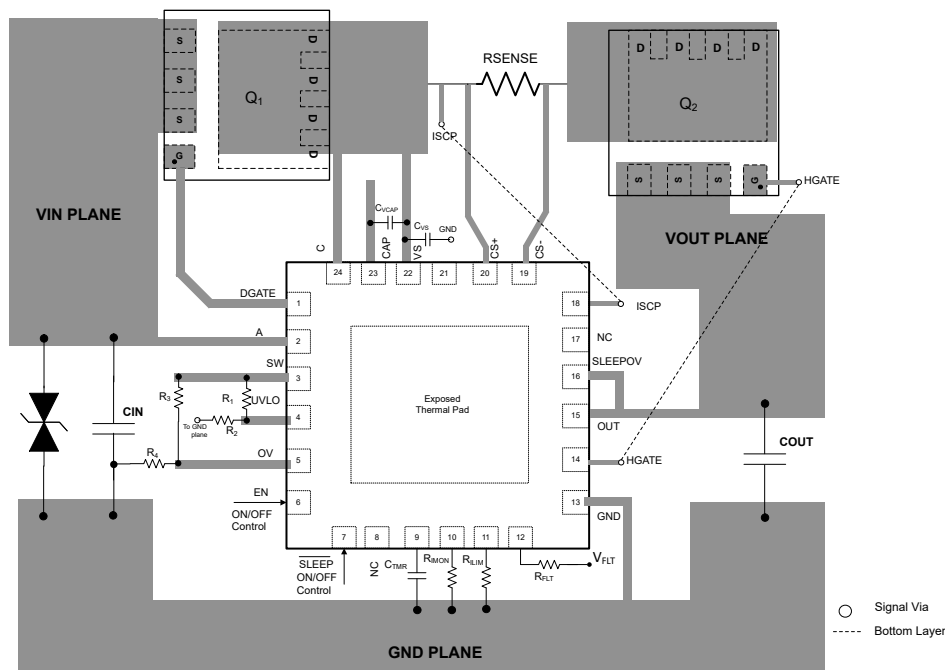 S
S
S
G
Q1
D
D
D
D
RSENSE
ISCP
D D D D
Q2
S S S G
HGATE
VIN PLANE
VOUT PLANE
CVCAP
CVS
GND
C
CAP
VS
CS+
CS-
24 23 22 21 20 19
DGATE
1
A
2
SW
3
R3
R1
UVLO
4
To GND
plane
R2
OV
5
R4
CIN
EN
6
ON/OFF
Control
Exposed
Thermal Pad
18
ISCP
17
NC
SLEEPOV
16
15
OUT
14
HGATE
13
GND
COUT
7 8 9 10 11 12
SLEEP
ON/OFF
Control
NC
CTMR
RIMON
RILIM
RFLT
VFLT
GND PLANE
Signal Via
Bottom Layer